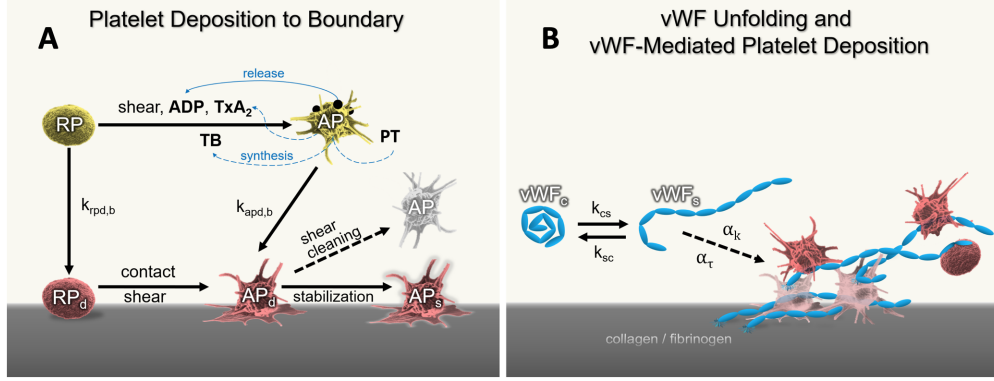 Platelet Deposition to Boundary
A
release
shear, ADP, TxA2
RP
AP
TB
PT
synthesis
krpd,b
kapd,b
AP
shear
cleaning
contact
shear
RPd
APd
stabilization
APs
vWF Unfolding and
vWF-Mediated Platelet Deposition
B
vWFc
vWFs
kcs
ksc
αk
ατ
collagen / fibrinogen